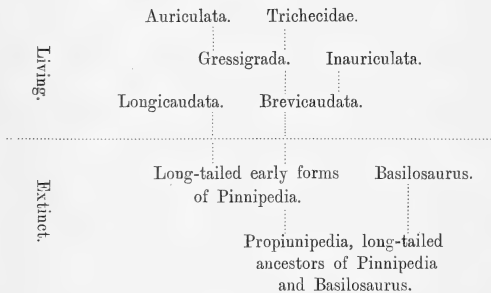 Auriculata. Trichecidae.
Living.
Gressigrada. Inauriculata.
Longicaudata. Brevicaudata.
Extinct.
Long-tailed early forms Basilosaurus.
of Pinnipedia.
Propinnipedia, long-tailed
ancestors of Pinnipedia
and Basilosaurus.